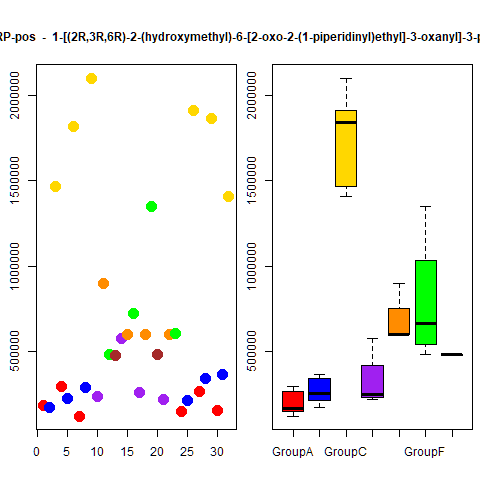 RP-pos - 1-[(2R,3R,6R)-2-(hydroxymethyl)-6-[2-oxo-2-(1-piperidinyl)ethyl]-3-oxanyl]-3-p
2000000
1500000
1000000
500000
0 5 10 15 20 25 30
2000000
1500000
1000000
500000
GroupA GroupC GroupF